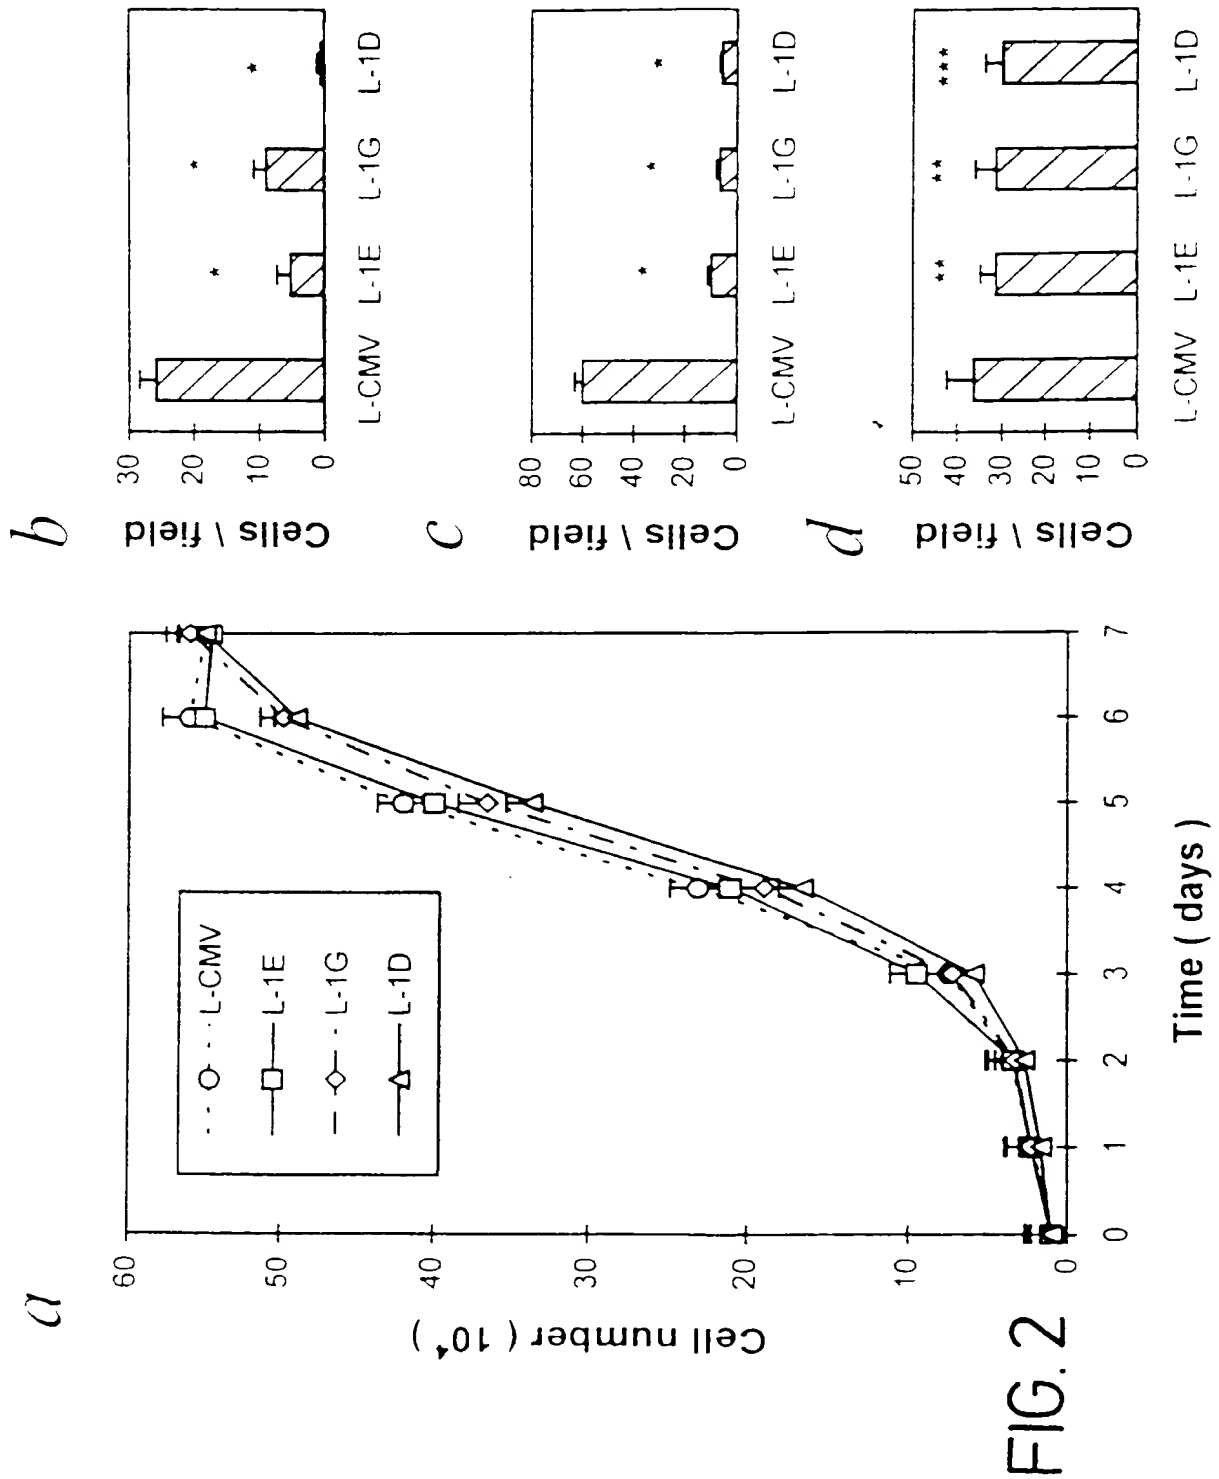 a
Cell number ( 10⁴ )
60
50
40
30
20
10
0
L-CMV
L-1E
L-1G
L-1D
0 1 2 3 4 5 6 7
Time ( days )
b
Cells \ field
30
20
10
0
*
*
*
L-CMV L-1E L-1G L-1D
c
Cells \ field
80
60
40
20
0
*
*
*
L-CMV L-1E L-1G L-1D
d
Cells \ field
50
40
30
20
10
0
**
**
***
L-CMV L-1E L-1G L-1D
FIG. 2